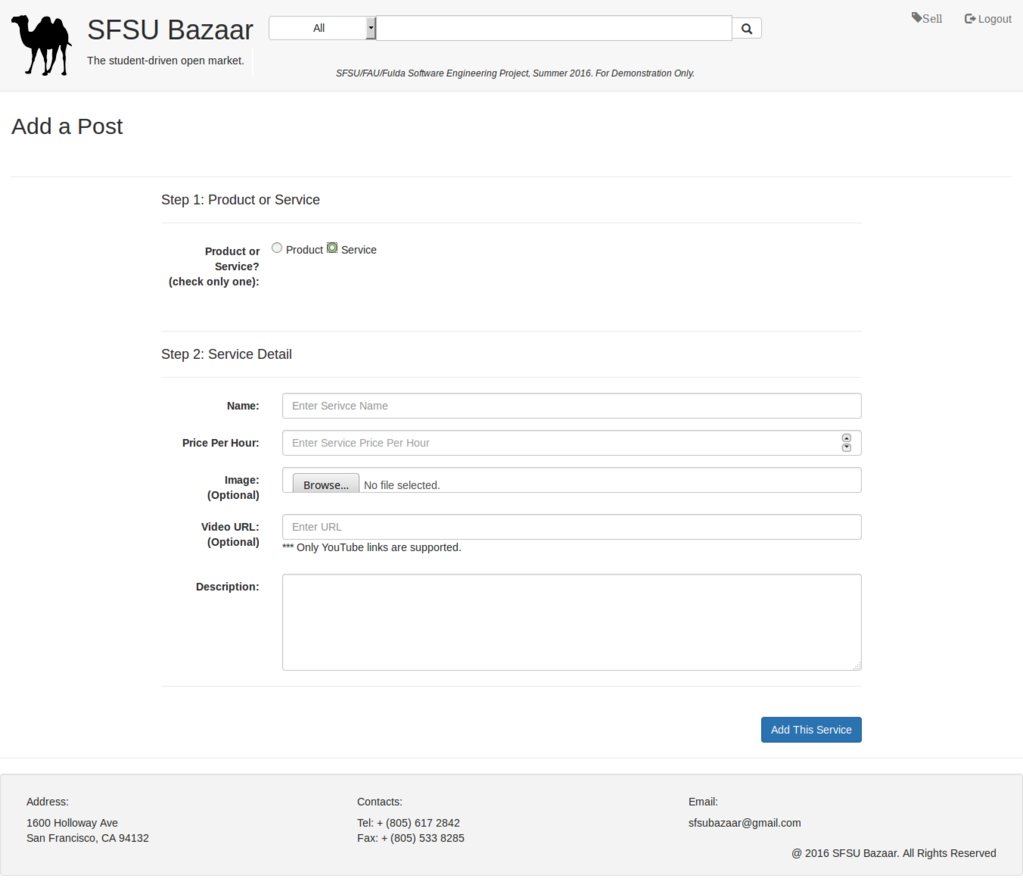 SFSU Bazaar
The student-driven open market.
All
Sell
Logout
SFSU/FAU/Fulda Software Engineering Project, Summer 2016. For Demonstration Only.
Add a Post
Step 1: Product or Service
Product or
Service?
(check only one):
Product
Service
Step 2: Service Detail
Name:
Enter Serivce Name
Price Per Hour:
Enter Service Price Per Hour
Image:
(Optional)
Browse...
No file selected.
Video URL:
(Optional)
Enter URL
*** Only YouTube links are supported.
Description:
Add This Service
Address:
1600 Holloway Ave
San Francisco, CA 94132
Contacts:
Tel: + (805) 617 2842
Fax: + (805) 533 8285
Email:
sfsubazaar@gmail.com
@ 2016 SFSU Bazaar. All Rights Reserved